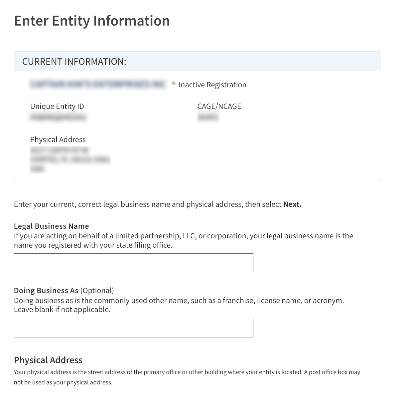 Enter Entity Information
CURRENT INFORMATION:
* Inactive Registration
Unique Entity ID
CAGE/NCAGE
Physical Address
Enter your current, correct legal business name and physical address, then select Next.
Legal Business Name
If you are acting on behalf of a limited partnership, LLC, or corporation, your legal business name is the
name you registered with your state filing office.
Doing Business As (Optional)
Doing business as is the commonly used other name, such as a franchise, license name, or acronym.
Leave blank if not applicable.
Physical Address
Your physical address is the street address of the primary office or other building where your entity is located. A post office box may
not be used as your physical address.